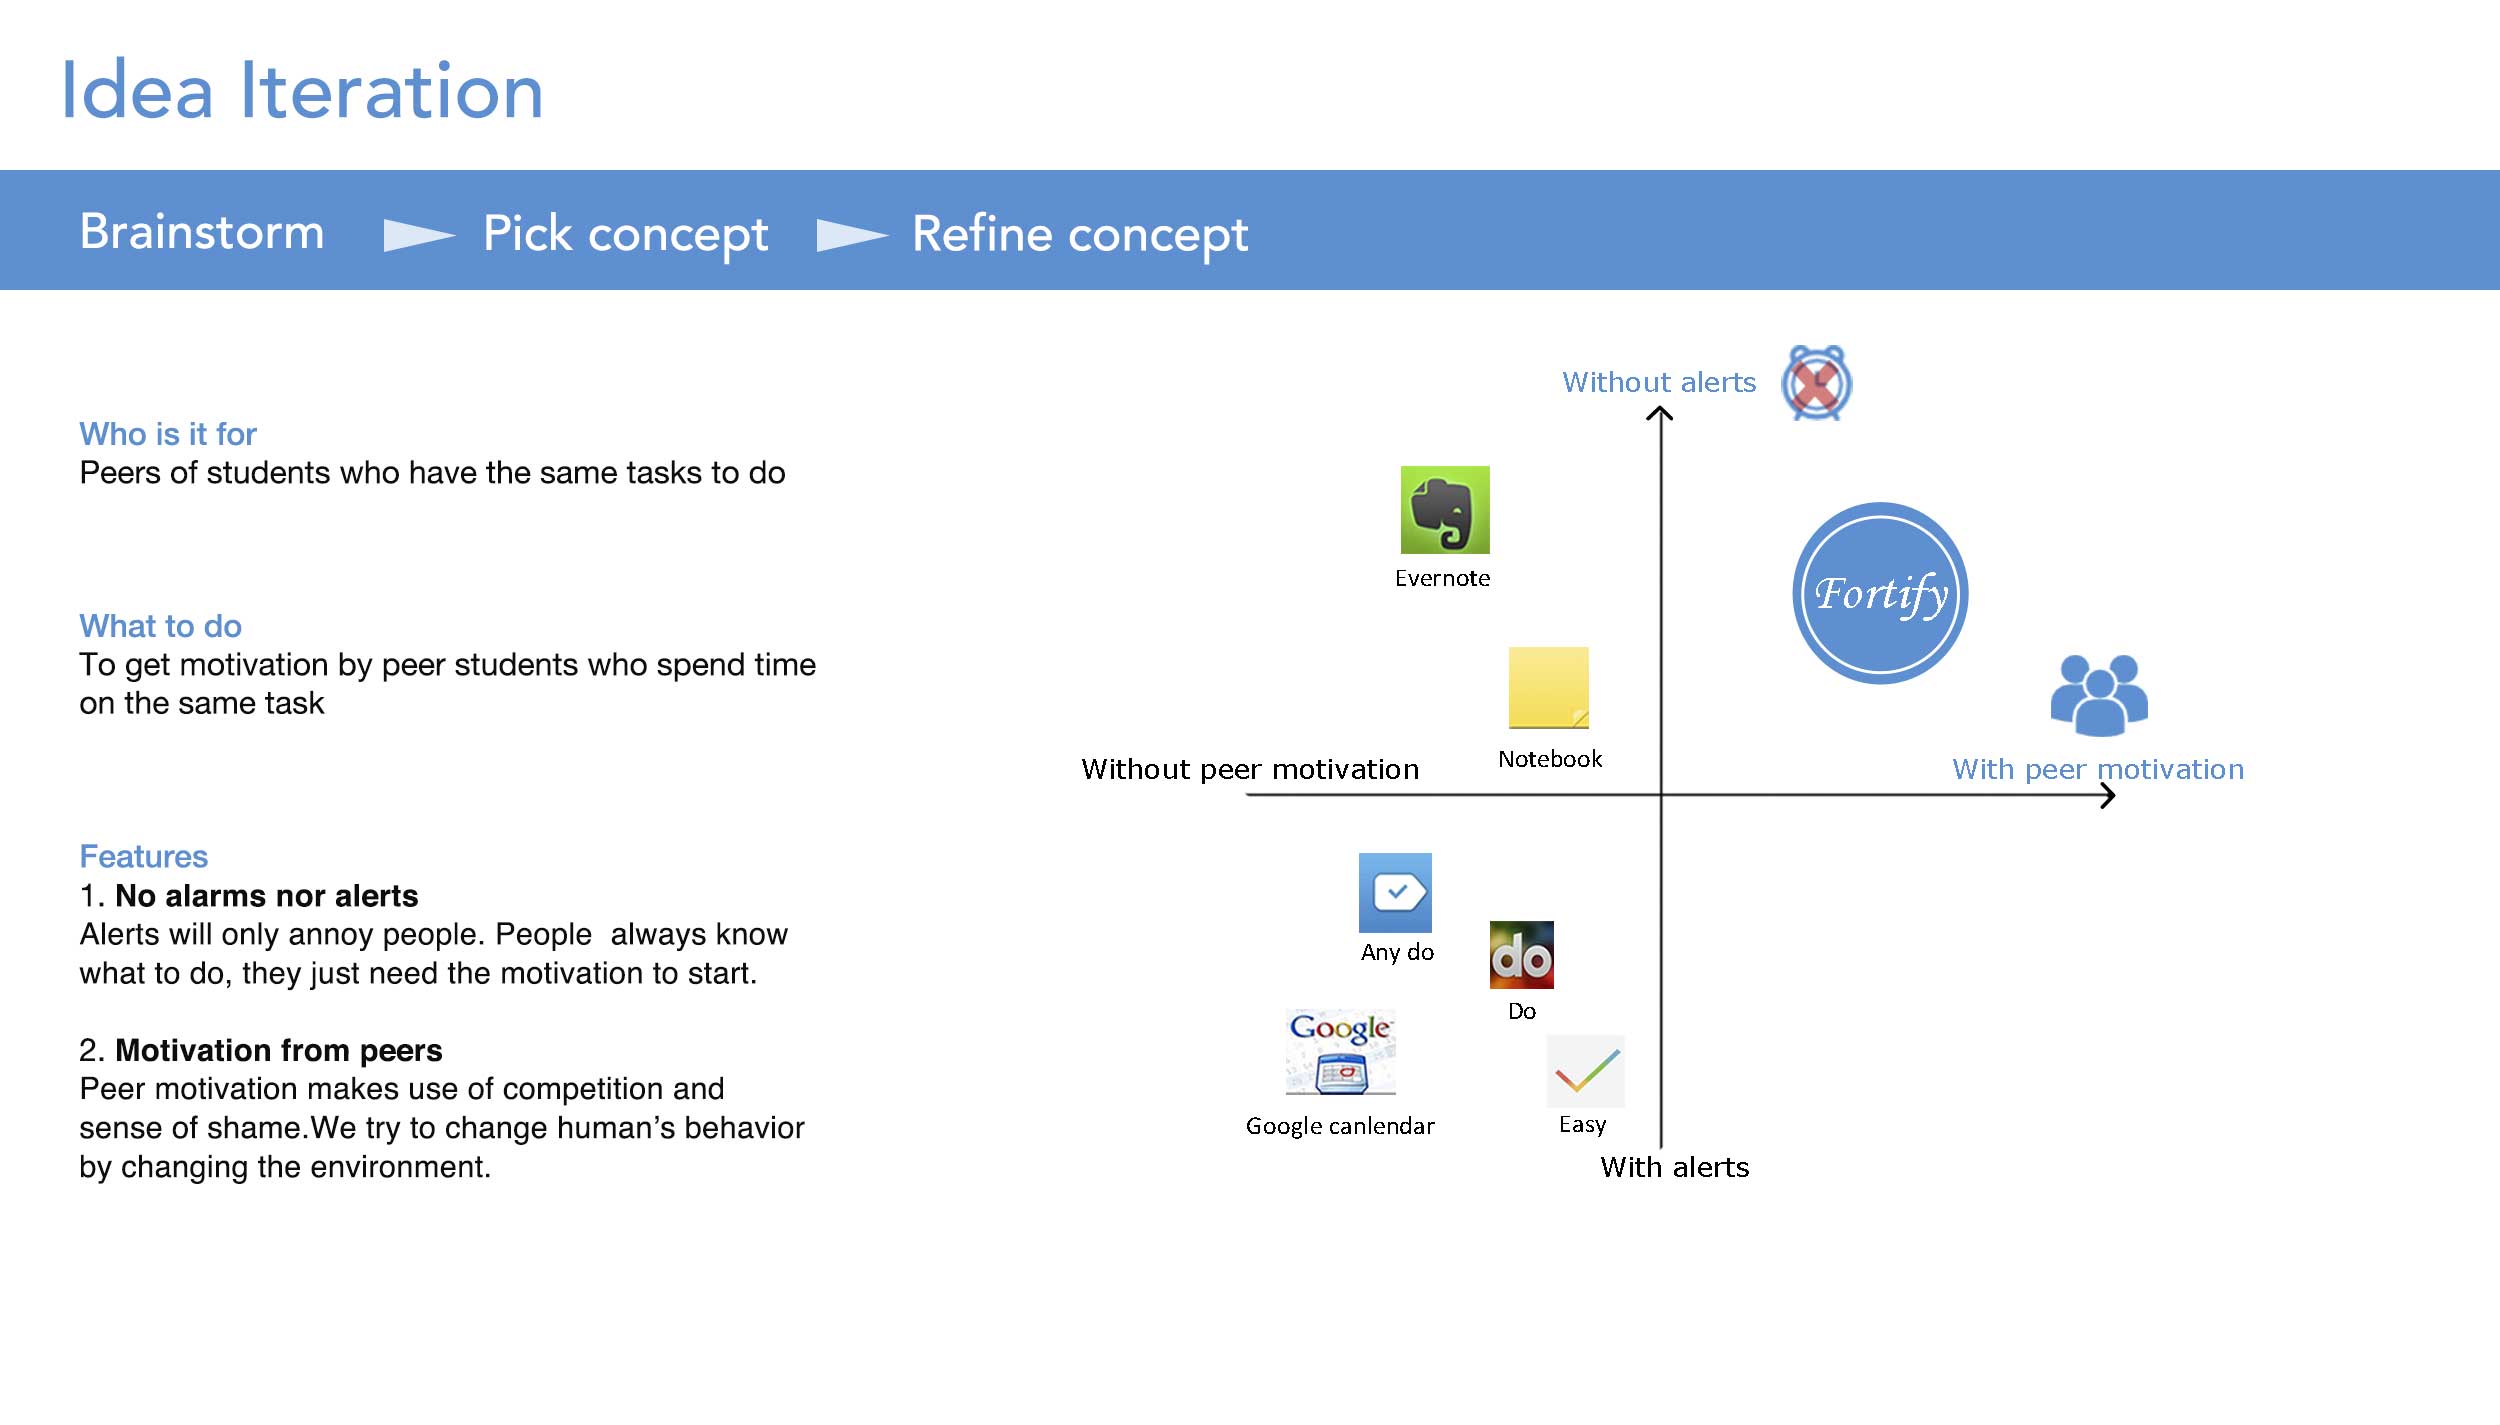 Idea Iteration
Brainstorm Pick concept Refine concept
Who is it for
Peers of students who have the same tasks to do
What to do
To get motivation by peer students who spend time
on the same task
Features
1. No alarms nor alerts
Alerts will only annoy people. People  always know
what to do, they just need the motivation to start.
2. Motivation from peers
Peer motivation makes use of competition and
sense of shame.We try to change human’s behavior
by changing the environment.
Without alerts
Evernote
Fortify
Notebook
Without peer motivation
With peer motivation
Any do
do
Do
Google
Google canlendar
Easy
With alerts